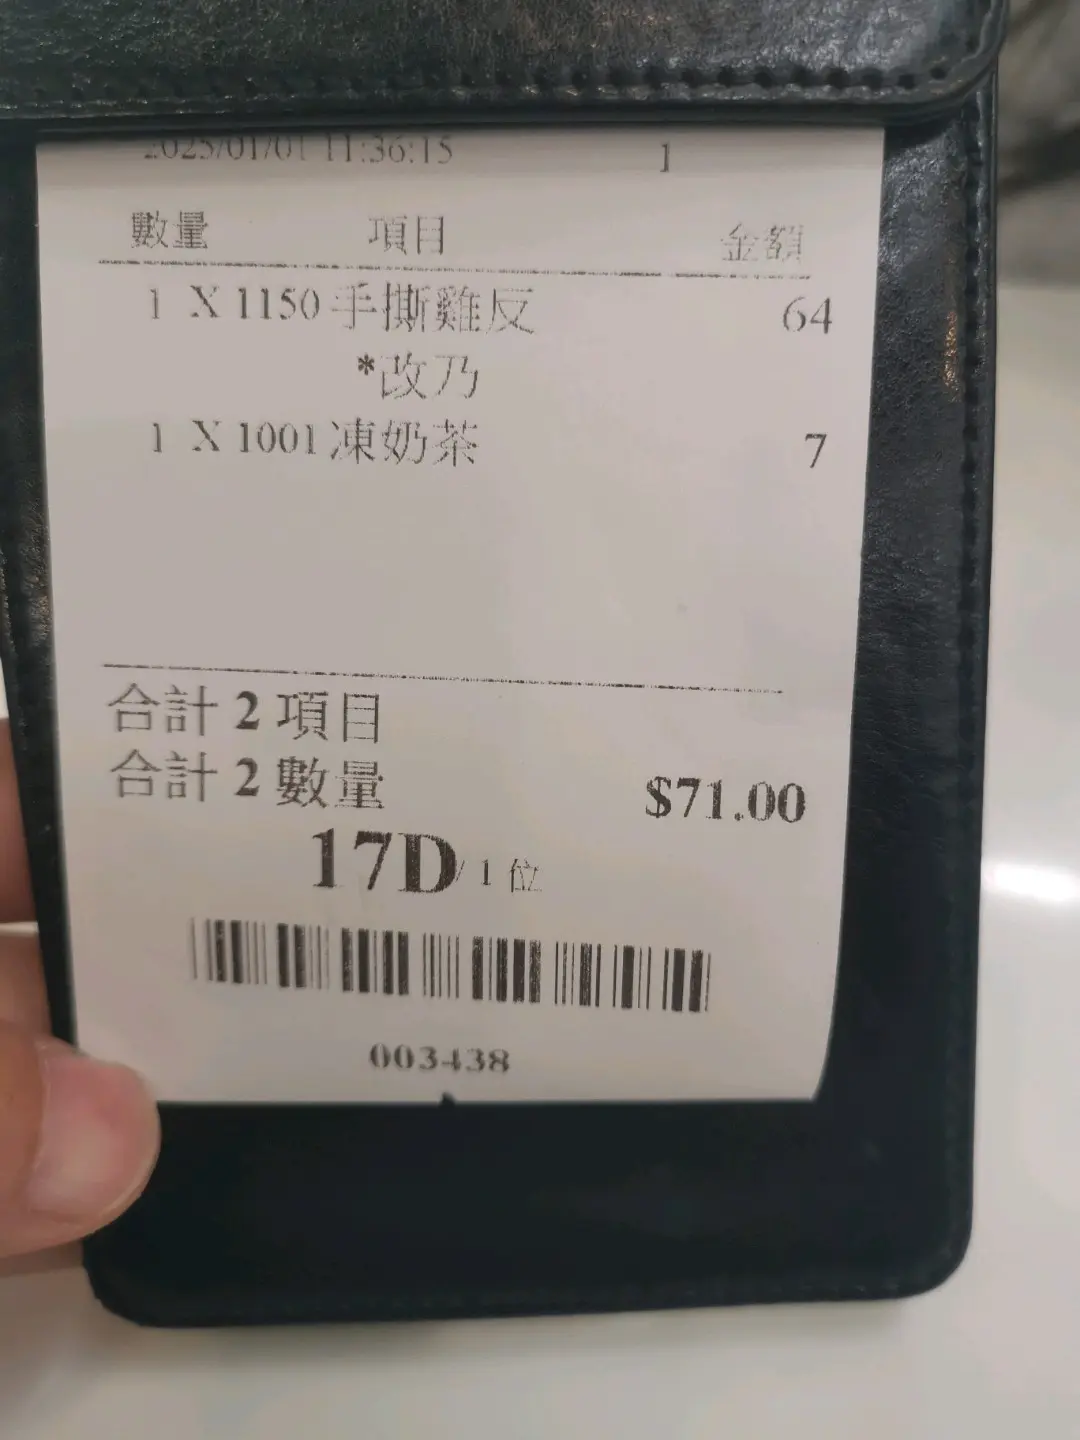 2025/01/01 11:36:15 1
數量 項目 金額
1 X 1150 手撕雞反 64
*改乃
1 X 1001 凍奶茶 7
合計 2 項目
合計 2 數量 $71.00
17D/ 1 位
003438